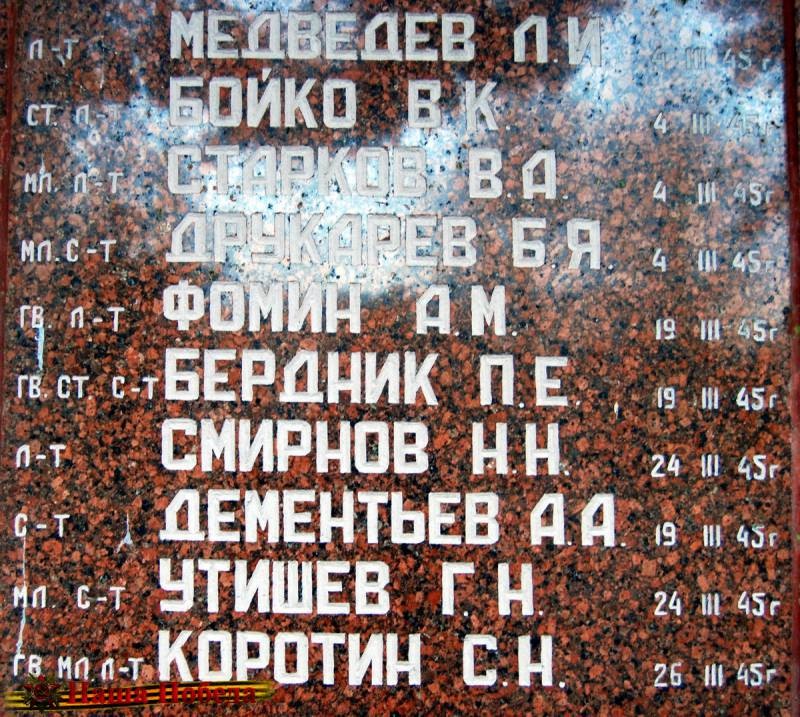 Л-Т МЕДВЕДЕВ Л.И 4 III 45г
СТ. Л-Т БОЙКО В.К. 4 III 45г
МЛ. Л-Т СТАРКОВ В.А. 4 III 45г
МЛ. С-Т ДРУКАРЕВ Б.Я. 4 III 45г
ГВ. Л-Т ФОМИН А.М. 19 III 45г
ГВ. СТ. С-Т БЕРДНИК П.Е. 19 III 45г
Л-Т СМИРНОВ Н.Н. 24 III 45г
С-Т ДЕМЕНТЬЕВ А.А. 19 III 45г
МЛ. С-Т УТИШЕВ Г.Н. 24 III 45г
ГВ. МЛ. Л-Т КОРОТИН С.Н. 26 III 45г
Наша Победа